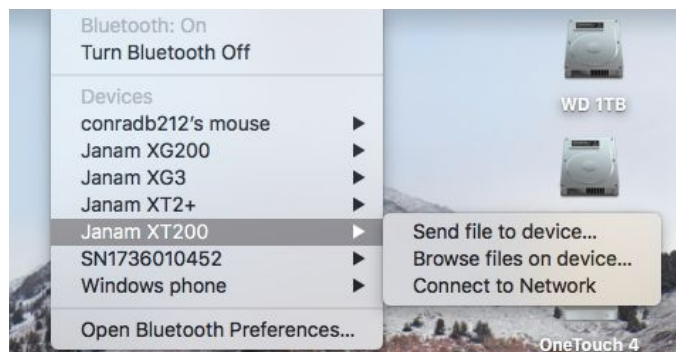 Bluetooth: On
Turn Bluetooth Off
Devices
conradb212's mouse
Janam XG200
Janam XG3
Janam XT2+
Janam XT200
SN1736010452
Windows phone
Open Bluetooth Preferences...
Send file to device...
Browse files on device...
Connect to Network
WD 1TB
OneTouch 4